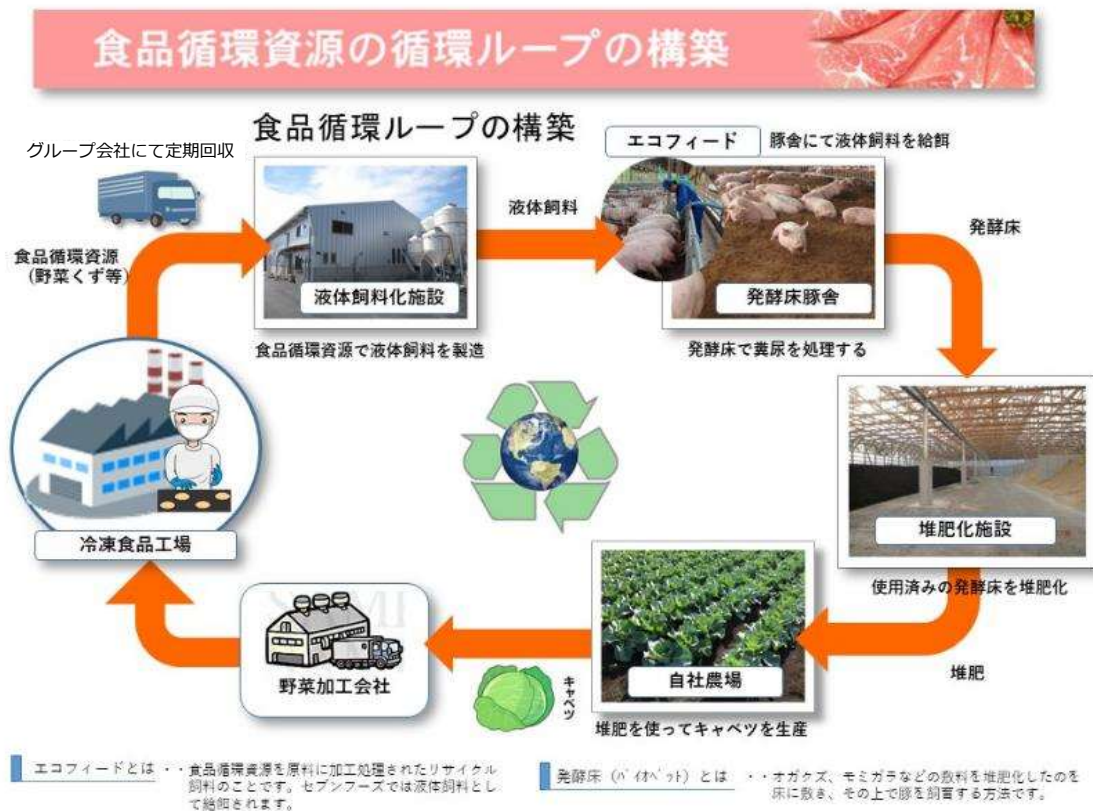 食品循環資源の循環ループの構築
食品循環ループの構築
グループ会社にて定期回収
エコフィード
豚舎にて液体飼料を給餌
液体飼料
発酵床
食品循環資源
(野菜くず等)
液体飼料化施設
発酵床豚舎
食品循環資源で液体飼料を製造
発酵床で糞尿を処理する
冷凍食品工場
堆肥化施設
使用済みの発酵床を堆肥化
野菜加工会社
キャベツ
自社農場
堆肥
堆肥を使ってキャベツを生産
エコフィードとは ・・食品循環資源を原料に加工処理されたリサイクル
飼料のことです。セブンフーズでは液体飼料とし
て給餌されます。
発酵床（バイオベット）とは ・・オガクズ、モミガラなどの敷料を堆肥化したのを
床に敷き、その上で豚を飼育する方法です。